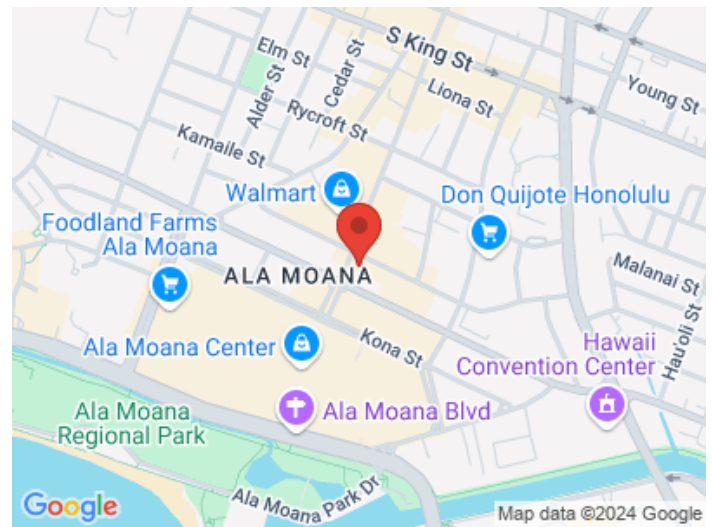 S King St
Elm St
Cedar St
Alder St
Liona St
Young St
Rycroft St
Kamaile St
Walmart
Don Quijote Honolulu
Foodland Farms
Ala Moana
ALA MOANA
Malanai St
Hau'oli St
Ala Moana Center
Kona St
Hawaii
Convention Center
Ala Moana
Regional Park
Ala Moana Blvd
Ala Moana Park Dr
Google
Map data ©2024 Google